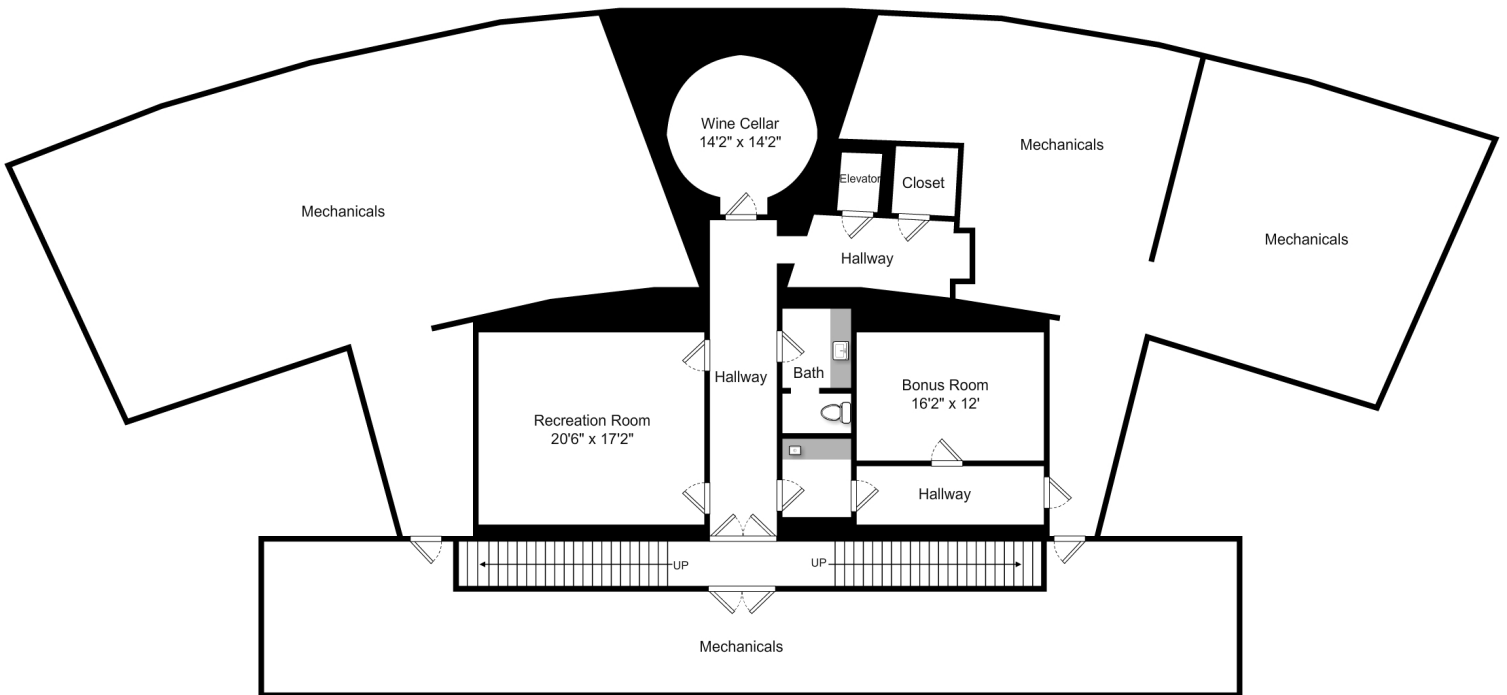 Wine Cellar
14'2" x 14'2"
Mechanicals
Elevator
Closet
Mechanicals
Mechanicals
Hallway
Hallway
Bath
Bonus Room
16'2" x 12'
Recreation Room
20'6" x 17'2"
Hallway
UP
UP
Mechanicals